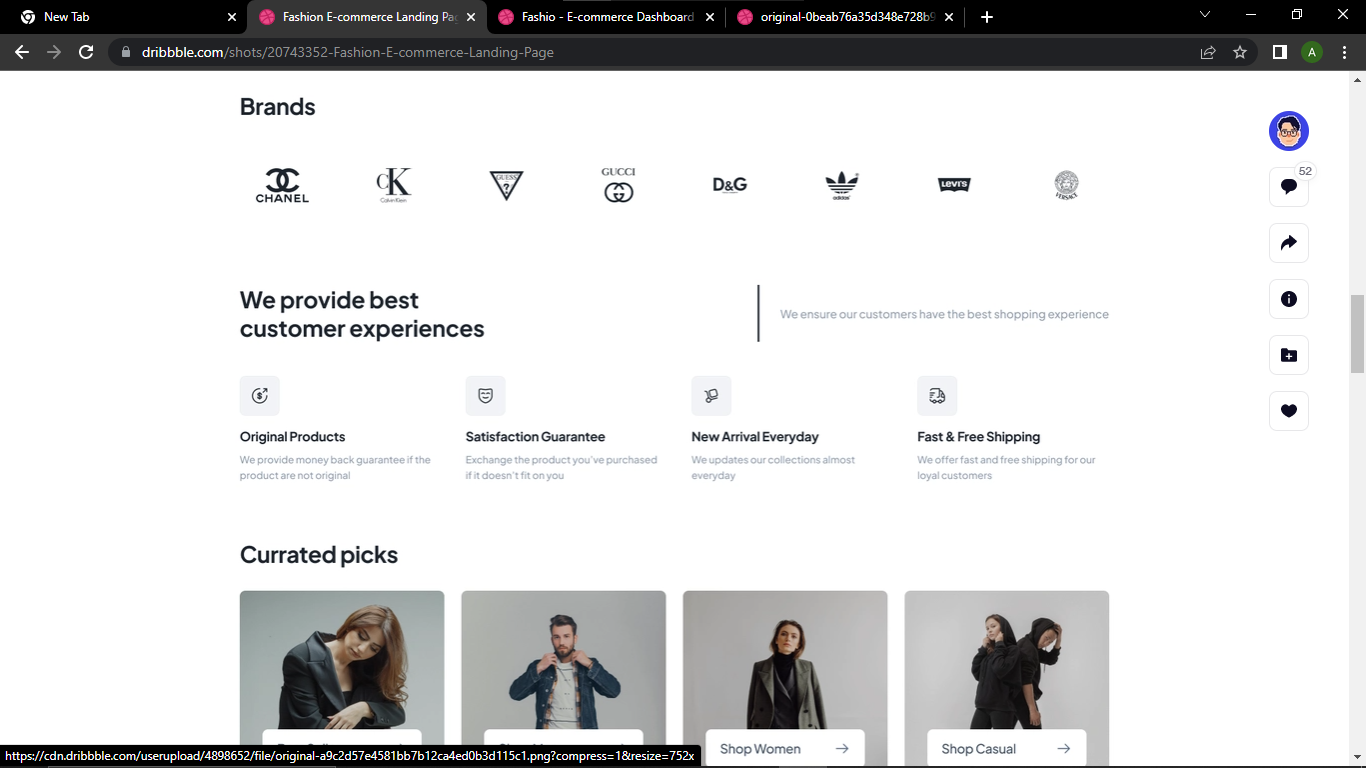 New Tab
Fashion E-commerce Landing Pa
Fashio - E-commerce Dashboard
original-0beab76a35d348e728b9
dribbble.com/shots/20743352-Fashion-E-commerce-Landing-Page
A
Brands
CHANEL
CK
Calvin Klein
GUESS
?
GUCCI
D&G
adidas
LEVI'S
VERSACE
52
We provide best
customer experiences
We ensure our customers have the best shopping experience
Original Products
We provide money back guarantee if the
product are not original
Satisfaction Guarantee
Exchange the product you've purchased
if it doesn't fit on you
New Arrival Everyday
We updates our collections almost
everyday
Fast & Free Shipping
We offer fast and free shipping for our
loyal customers
Currated picks
Shop Women
Shop Casual
https://cdn.dribbble.com/userupload/4898652/file/original-a9c2d57e4581bb7b12ca4ed0b3d115c1.png?compress=1&resize=752x